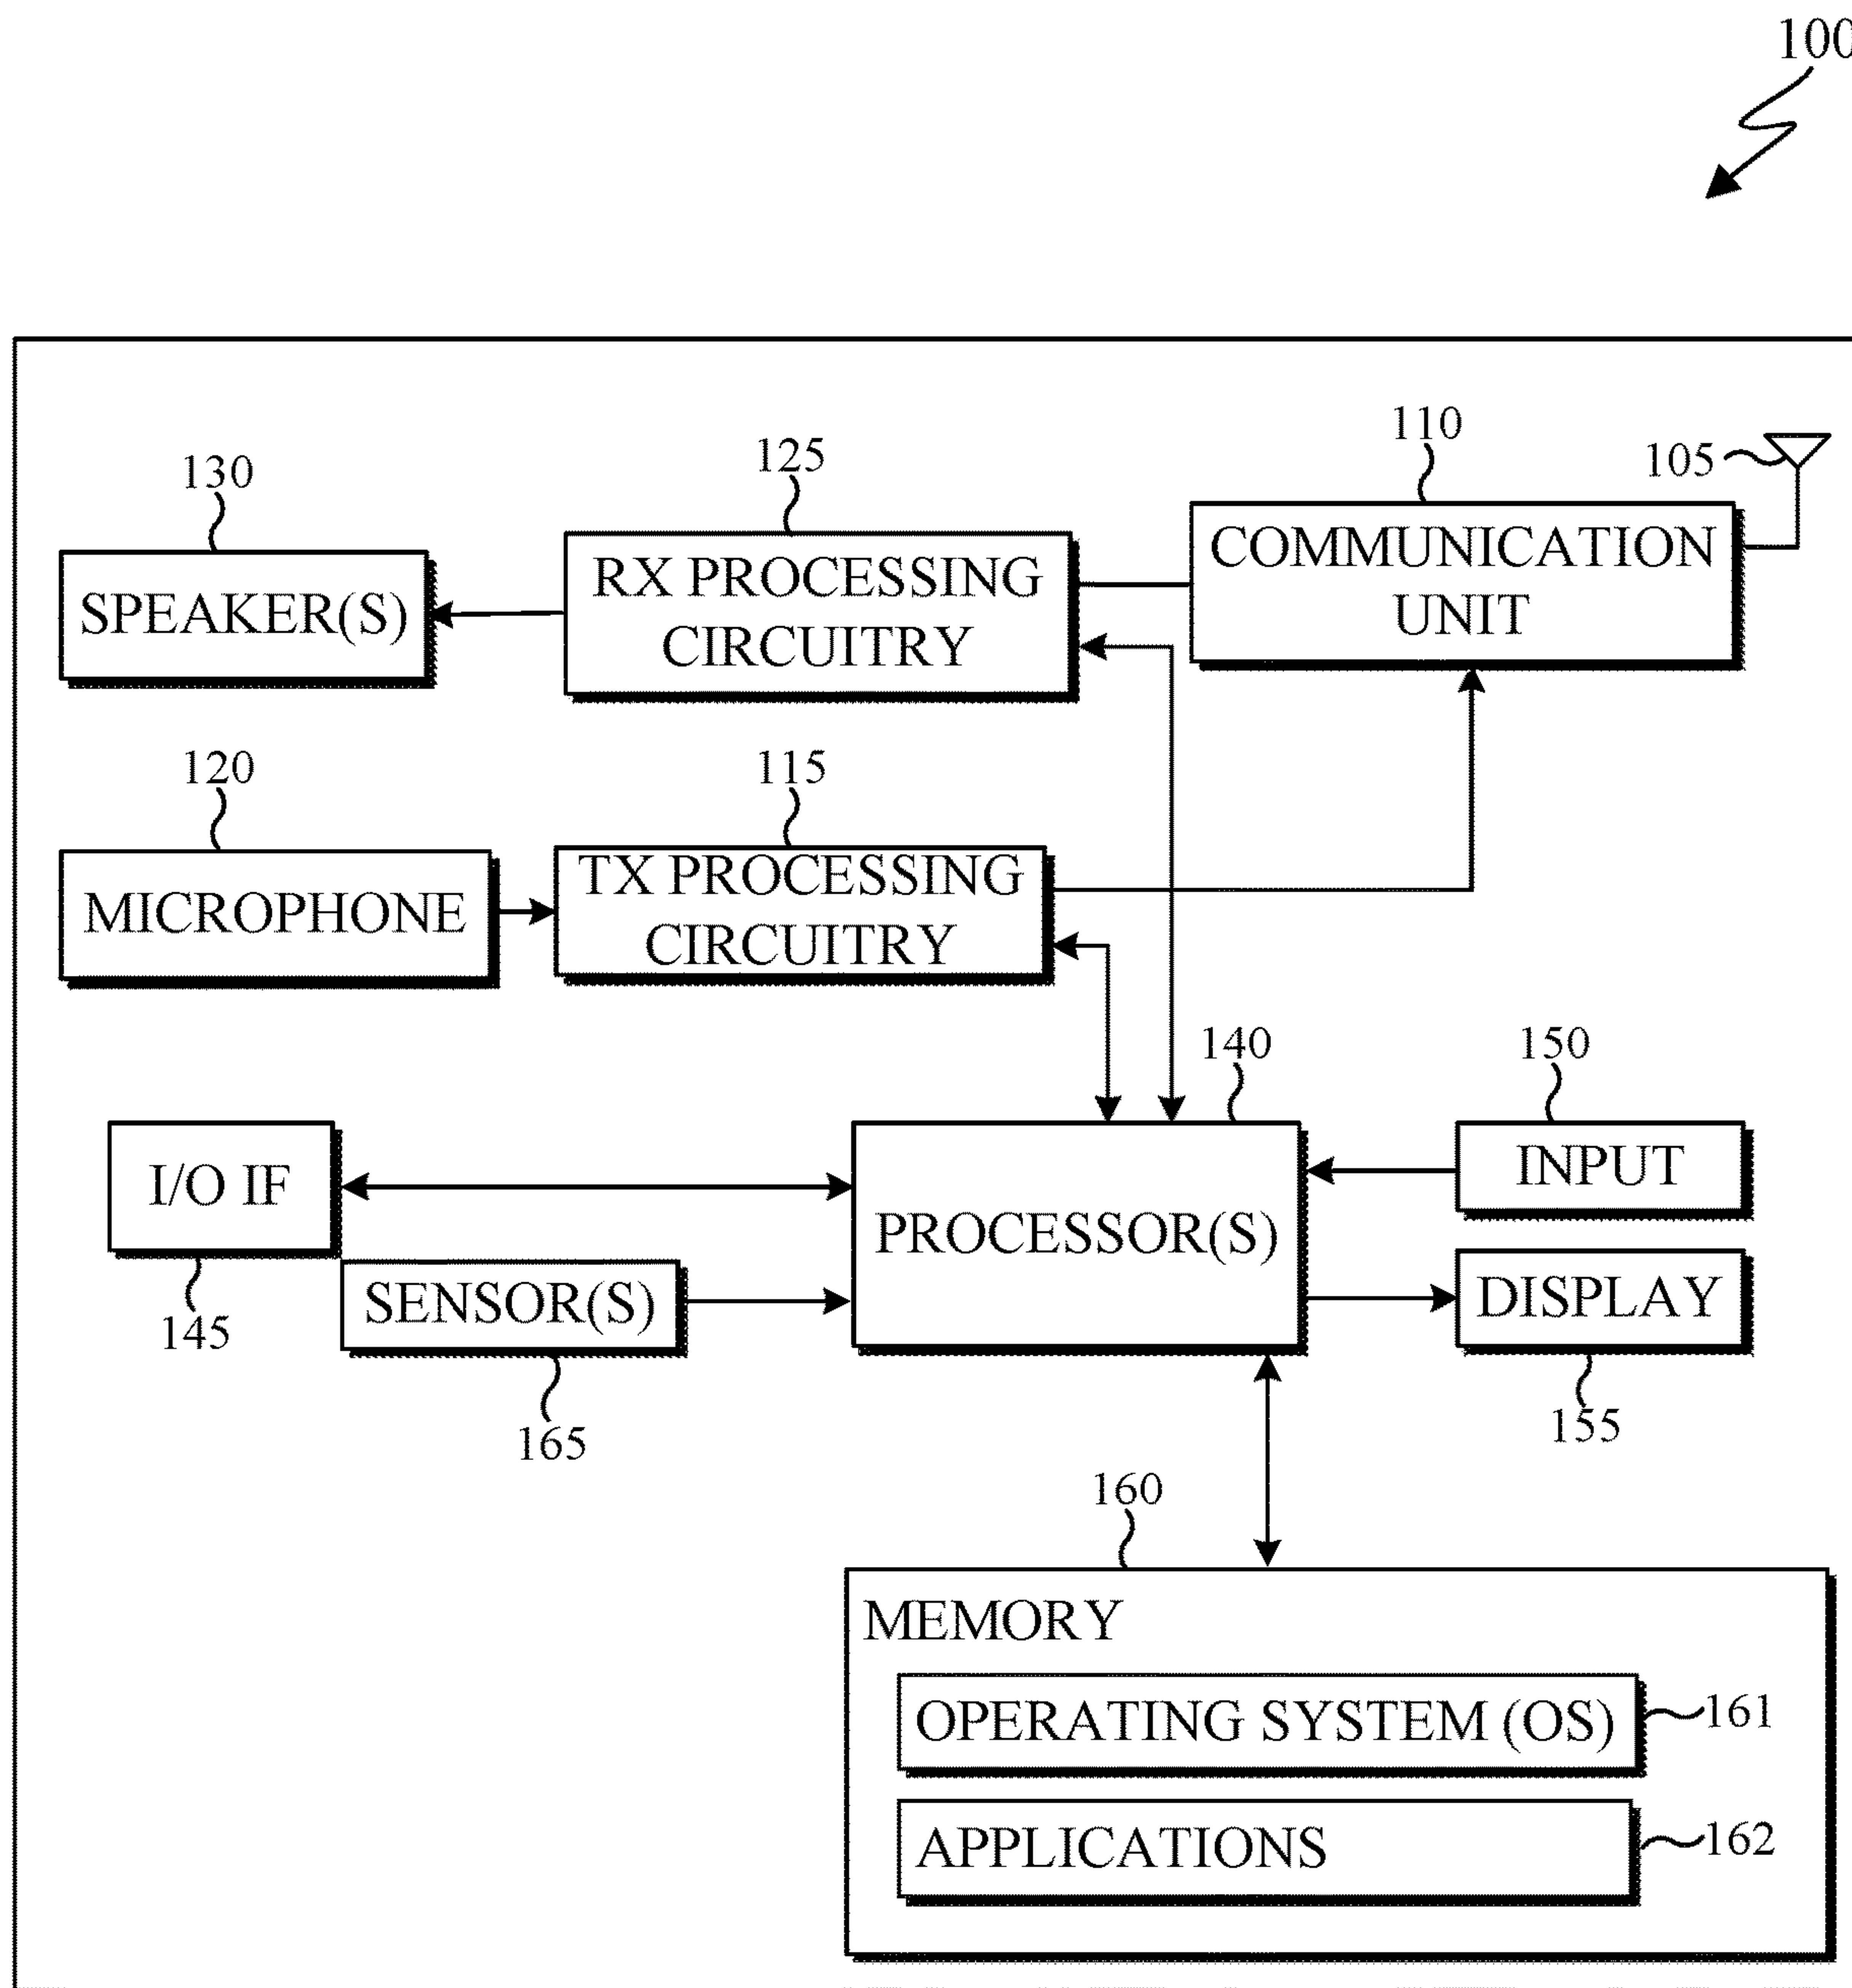 100
110
105
125
130
COMMUNICATION
UNIT
RX PROCESSING
CIRCUITRY
SPEAKER(S)
120
115
MICROPHONE
TX PROCESSING
CIRCUITRY
140
150
I/O IF
INPUT
PROCESSOR(S)
SENSOR(S)
DISPLAY
145
165
155
160
MEMORY
OPERATING SYSTEM (OS)
161
APPLICATIONS
162